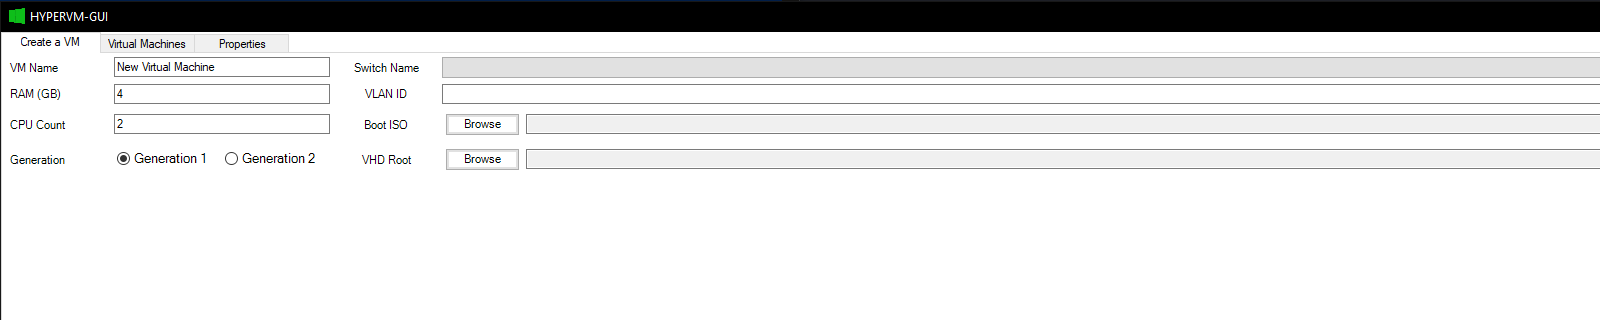 HYPERVM-GUI
Create a VM Virtual Machines Properties
VM Name New Virtual Machine Switch Name
RAM (GB) 4 VLAN ID
CPU Count 2 Boot ISO Browse
Generation Generation 1 Generation 2 VHD Root Browse